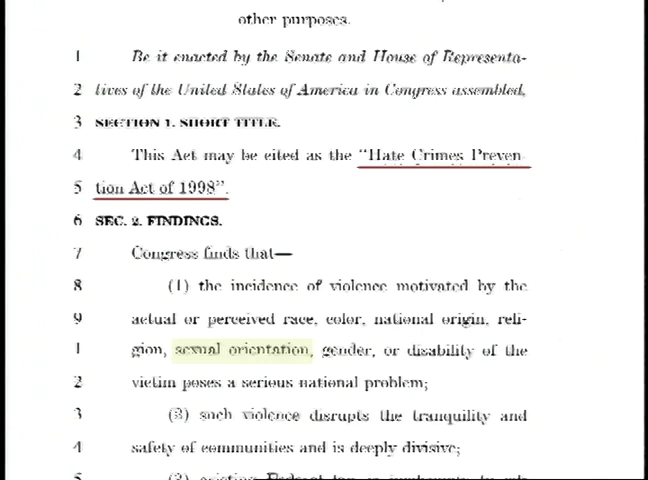 other purposes.
1 Be it enacted by the Senate and House of Representa-
2 tives of the United States of America in Congress assembled,
3 SECTION 1. SHORT TITLE.
4 This Act may be cited as the "Hate Crimes Preven-
5 tion Act of 1998".
6 SEC. 2. FINDINGS.
7 Congress finds that—
8 (1) the incidence of violence motivated by the
9 actual or perceived race, color, national origin, reli-
1 gion, sexual orientation, gender, or disability of the
2 victim poses a serious national problem;
3 (2) such violence disrupts the tranquility and
4 safety of communities and is deeply divisive;
5 existing Federal